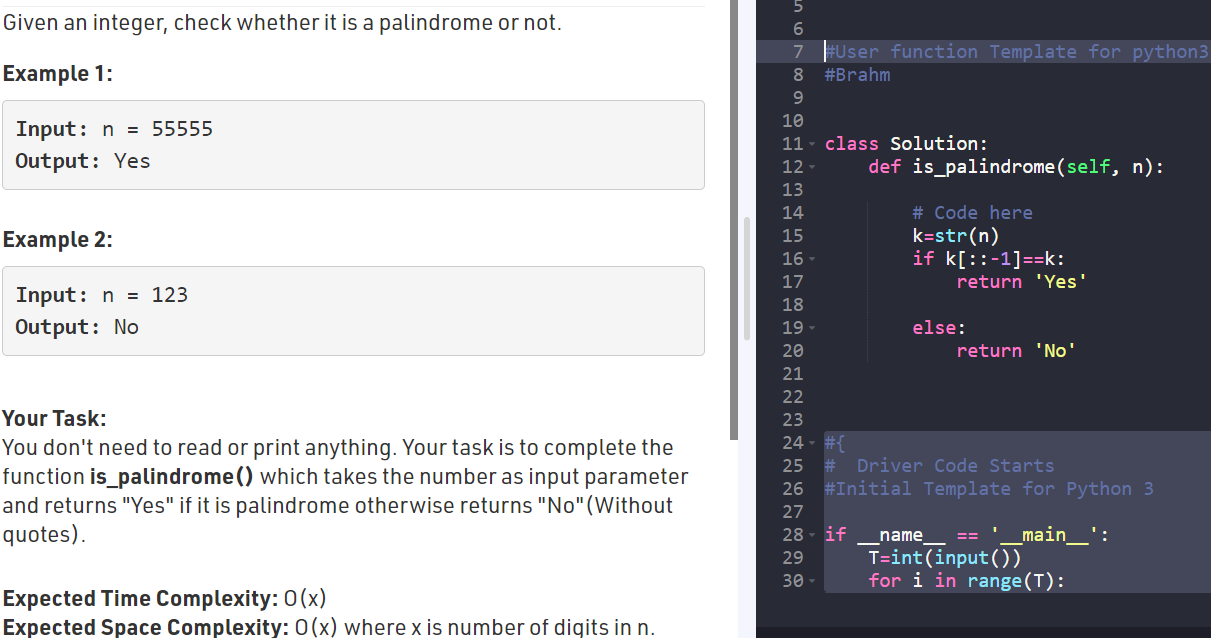 Given an integer, check whether it is a palindrome or not.
Example 1:
Input: n = 55555
Output: Yes
Example 2:
Input: n = 123
Output: No
Your Task:
You don't need to read or print anything. Your task is to complete the
function is_palindrome() which takes the number as input parameter
and returns "Yes" if it is palindrome otherwise returns "No"(Without
quotes).
Expected Time Complexity: O(x)
Expected Space Complexity: O(x) where x is number of digits in n.
5
6
7 #User function Template for python3
8 #Brahm
9
10
11 class Solution:
12 def is_palindrome(self, n):
13
14 # Code here
15 k=str(n)
16 if k[::-1]==k:
17 return 'Yes'
18
19 else:
20 return 'No'
21
22
23
24 #{
25 #  Driver Code Starts
26 #Initial Template for Python 3
27
28 if __name__ == '__main__':
29 T=int(input())
30 for i in range(T):